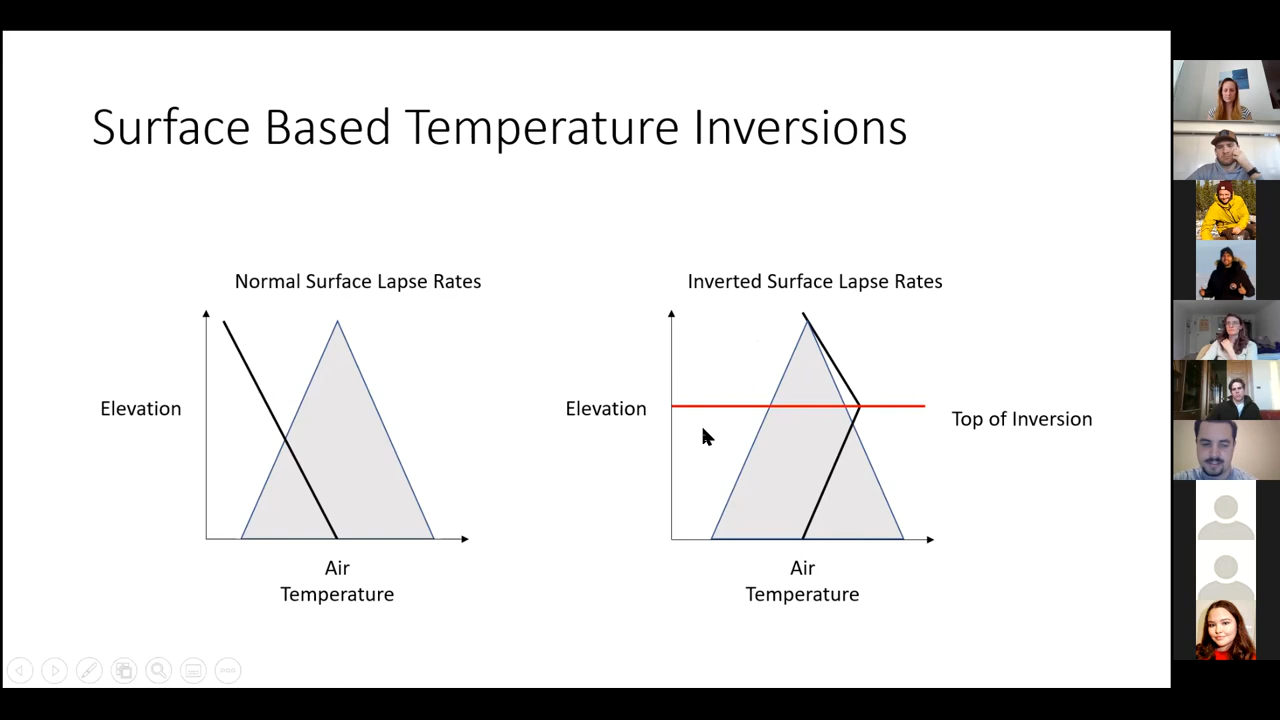 Surface Based Temperature Inversions
Normal Surface Lapse Rates
Elevation
Air
Temperature
Inverted Surface Lapse Rates
Elevation
Top of Inversion
Air
Temperature